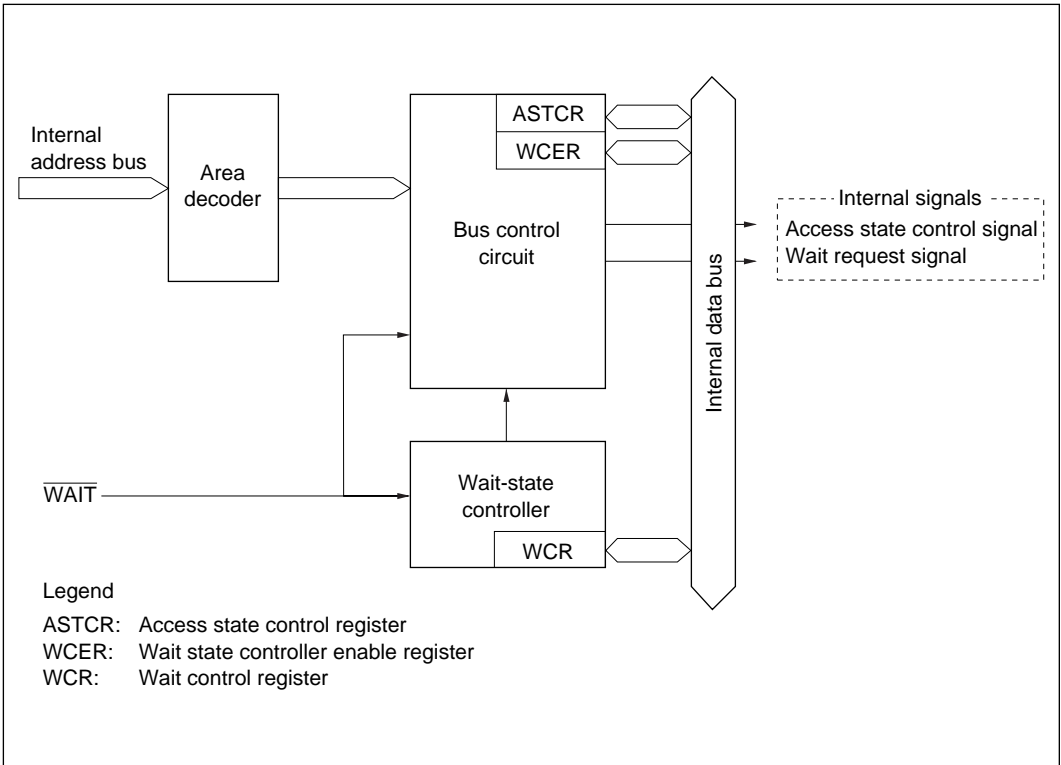 Internal
address bus
Area
decoder
ASTCR
WCER
Bus control
circuit
Internal data bus
Internal signals
Access state control signal
Wait request signal
WAIT
Wait-state
controller
WCR
Legend
ASTCR: Access state control register
WCER: Wait state controller enable register
WCR: Wait control register